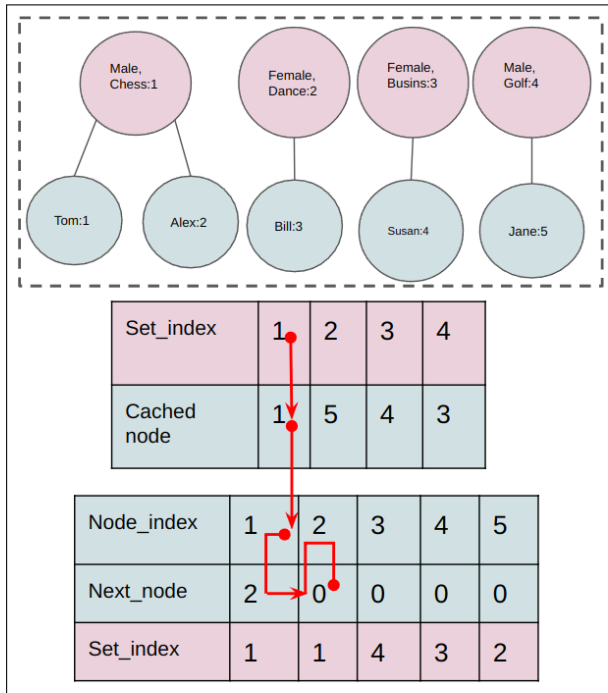 Male,
Chess:1
Female,
Dance:2
Female,
Busins:3
Male,
Golf:4
Tom:1
Alex:2
Bill:3
Susan:4
Jane:5
Set_index 1 2 3 4
Cached
node 1 5 4 3
Node_index 1 2 3 4 5
Next_node 2 0 0 0 0
Set_index 1 1 4 3 2